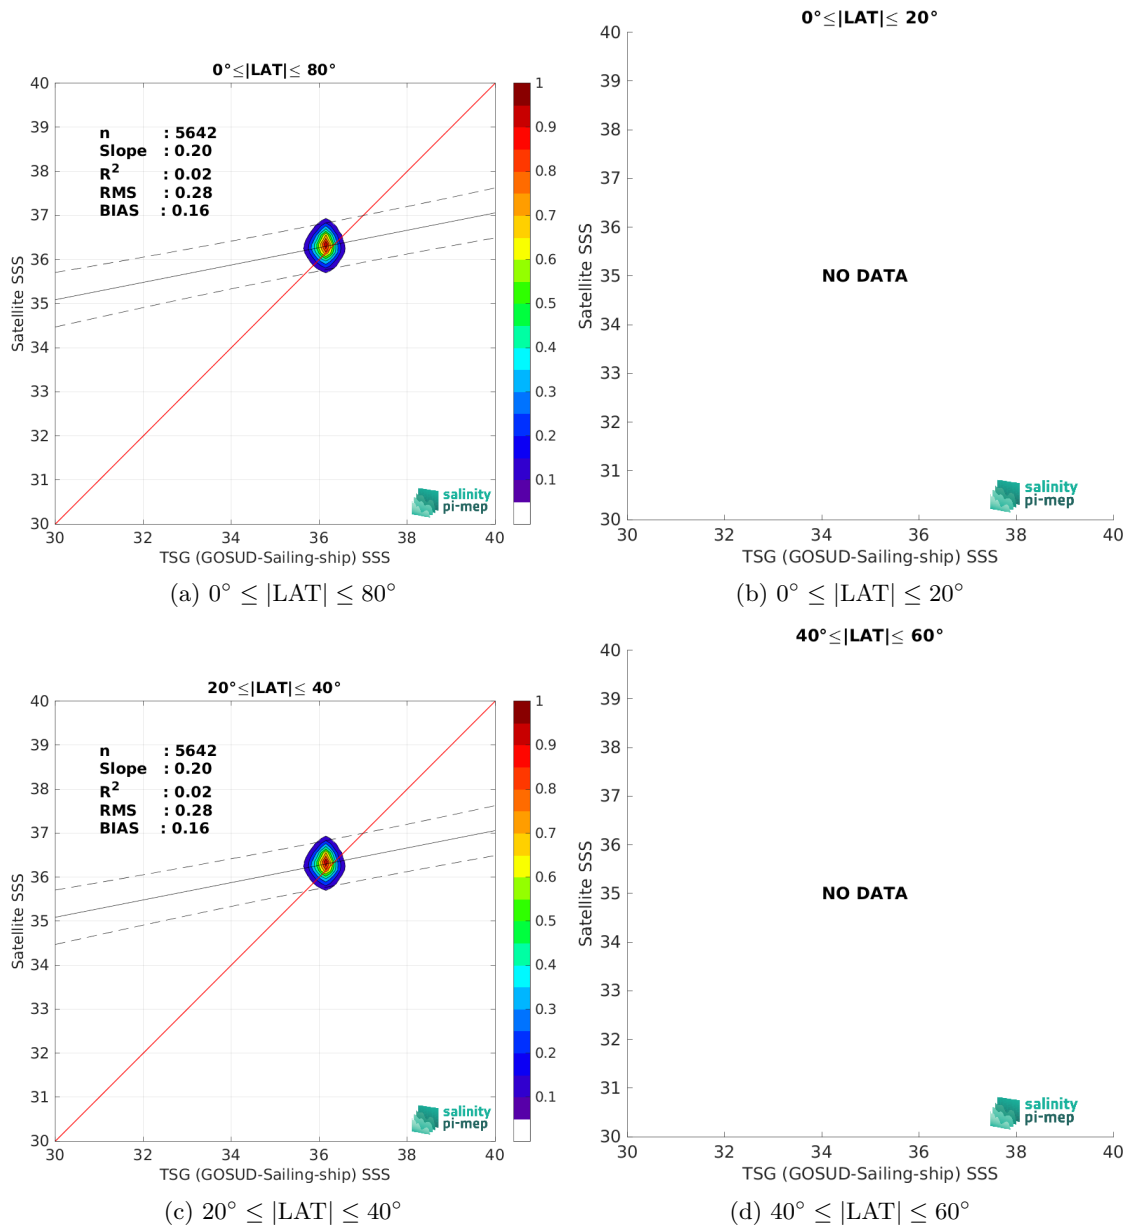 0°≤|LAT|≤ 80°
40
39
38
37
36
35
34
33
32
31
30
Satellite SSS
n : 5642
Slope : 0.20
R² : 0.02
RMS : 0.28
BIAS : 0.16
salinity
pi-mep
30 32 34 36 38 40
TSG (GOSUD-Sailing-ship) SSS
1
0.9
0.8
0.7
0.6
0.5
0.4
0.3
0.2
0.1
(a) 0° ≤ |LAT| ≤ 80°
0°≤|LAT|≤ 20°
40
39
38
37
36
35
34
33
32
31
30
Satellite SSS
NO DATA
salinity
pi-mep
30 32 34 36 38 40
TSG (GOSUD-Sailing-ship) SSS
(b) 0° ≤ |LAT| ≤ 20°
20°≤|LAT|≤ 40°
40
39
38
37
36
35
34
33
32
31
30
Satellite SSS
n : 5642
Slope : 0.20
R² : 0.02
RMS : 0.28
BIAS : 0.16
salinity
pi-mep
30 32 34 36 38 40
TSG (GOSUD-Sailing-ship) SSS
1
0.9
0.8
0.7
0.6
0.5
0.4
0.3
0.2
0.1
(c) 20° ≤ |LAT| ≤ 40°
40°≤|LAT|≤ 60°
40
39
38
37
36
35
34
33
32
31
30
Satellite SSS
NO DATA
salinity
pi-mep
30 32 34 36 38 40
TSG (GOSUD-Sailing-ship) SSS
(d) 40° ≤ |LAT| ≤ 60°